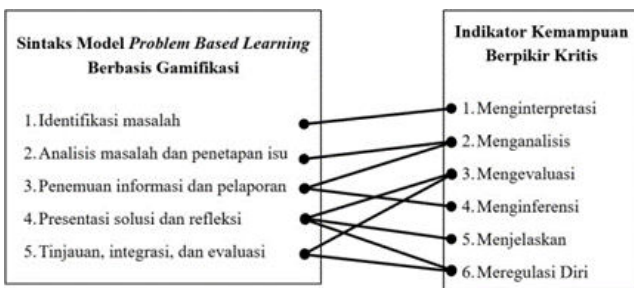 Sintaks Model Problem Based Learning
Berbasis Gamifikasi
1. Identifikasi masalah
2. Analisis masalah dan penetapan isu
3. Penemuan informasi dan pelaporan
4. Presentasi solusi dan refleksi
5. Tinjauan, integrasi, dan evaluasi
Indikator Kemampuan
Berpikir Kritis
1. Menginterpretasi
2. Menganalisis
3. Mengevaluasi
4. Menginferensi
5. Menjelaskan
6. Meregulasi Diri